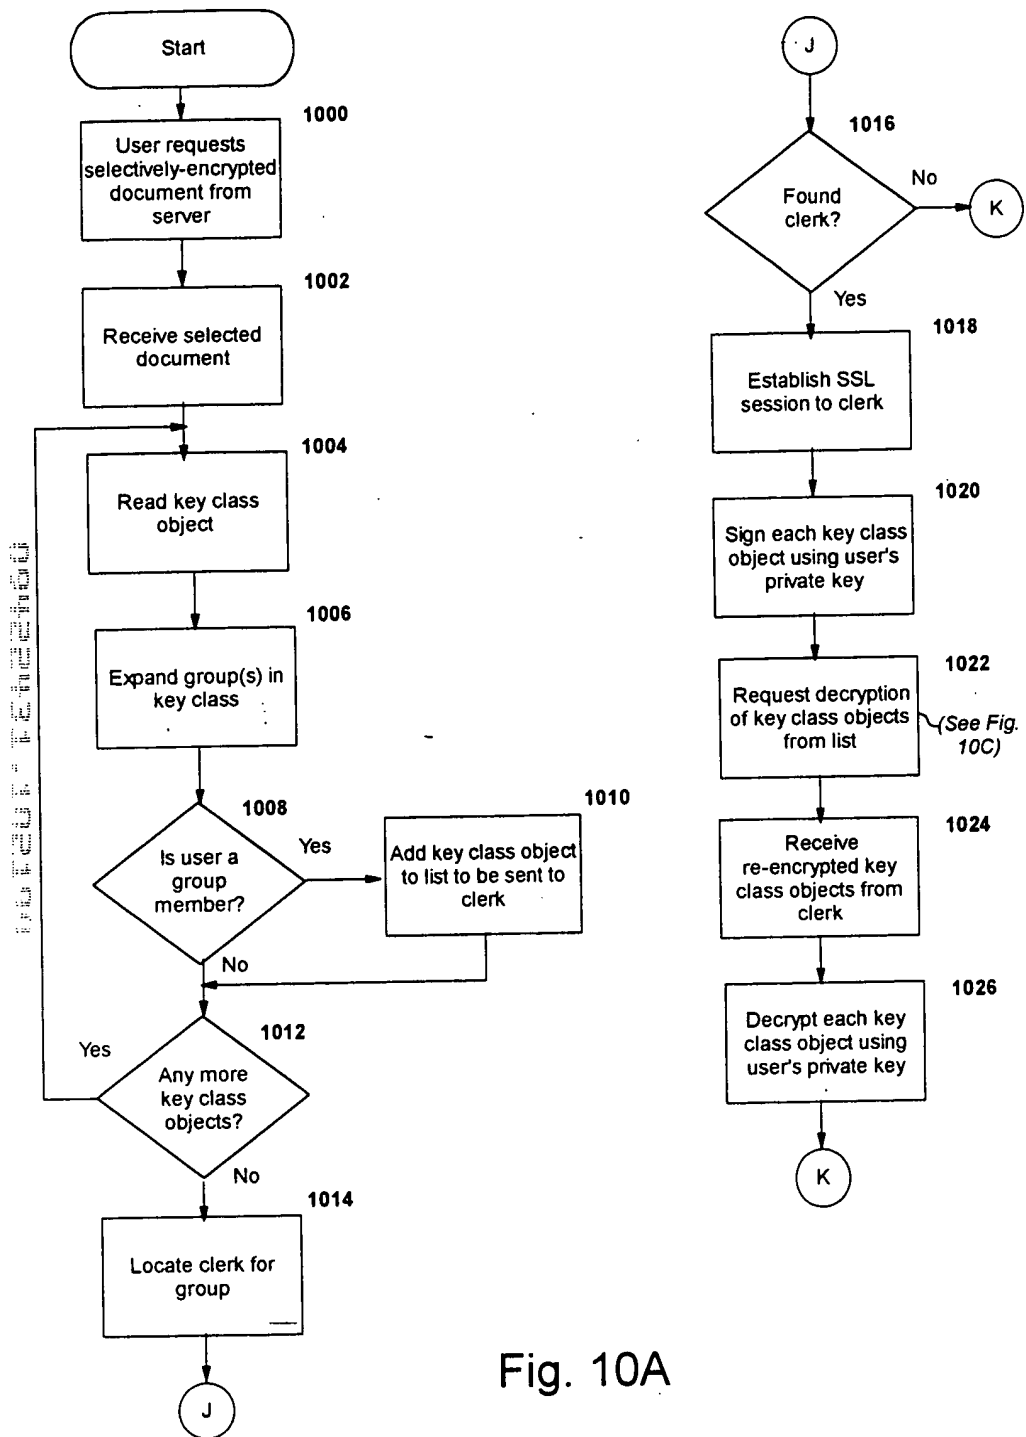 Start
1000
User requests
selectively-encrypted
document from
server
1002
Receive selected
document
1004
Read key class
object
1006
Expand group(s) in
key class
1008
Is user a
group
member?
Yes
No
1010
Add key class object
to list to be sent to
clerk
1012
Any more
key class
objects?
Yes
No
1014
Locate clerk for
group
J
J
1016
Found
clerk?
No
K
Yes
1018
Establish SSL
session to clerk
1020
Sign each key class
object using user's
private key
1022
Request decryption
of key class objects
from list
(See Fig.
10C)
1024
Receive
re-encrypted key
class objects from
clerk
1026
Decrypt each key
class object using
user's private key
K
Fig. 10A